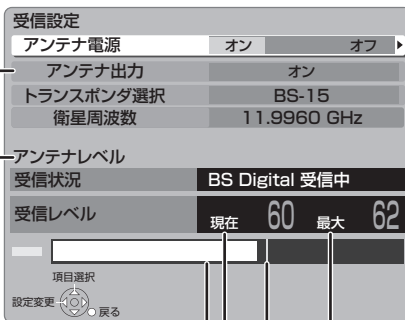 受信設定
アンテナ電源 オン オフ
アンテナ出力 オン
トランスポンダ選択 BS-15
衛星周波数 11.9960 GHz
アンテナレベル
受信状況 BS Digital 受信中
受信レベル 現在 60 最大 62
項目選択
設定変更 戻る